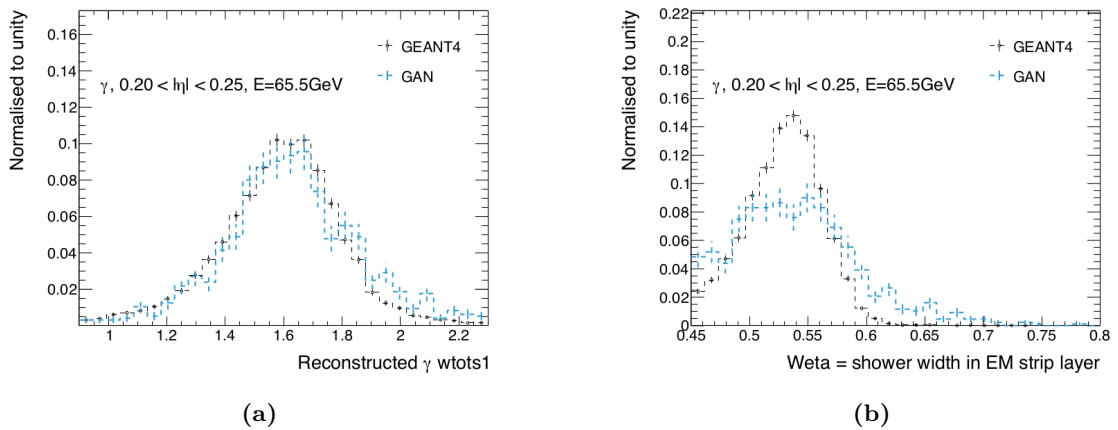 Normalised to unity
0.16
0.14
0.12
0.1
0.08
0.06
0.04
0.02
GEANT4
GAN
γ, 0.20 < hηl < 0.25, E=65.5GeV
1 1.2 1.4 1.6 1.8 2 2.2
Reconstructed γ wtots1
(a)
Normalised to unity
0.22
0.2
0.18
0.16
0.14
0.12
0.1
0.08
0.06
0.04
0.02
0
GEANT4
GAN
γ, 0.20 < hηl < 0.25, E=65.5GeV
0.45 0.5 0.55 0.6 0.65 0.7 0.75 0.8
Weta = shower width in EM strip layer
(b)